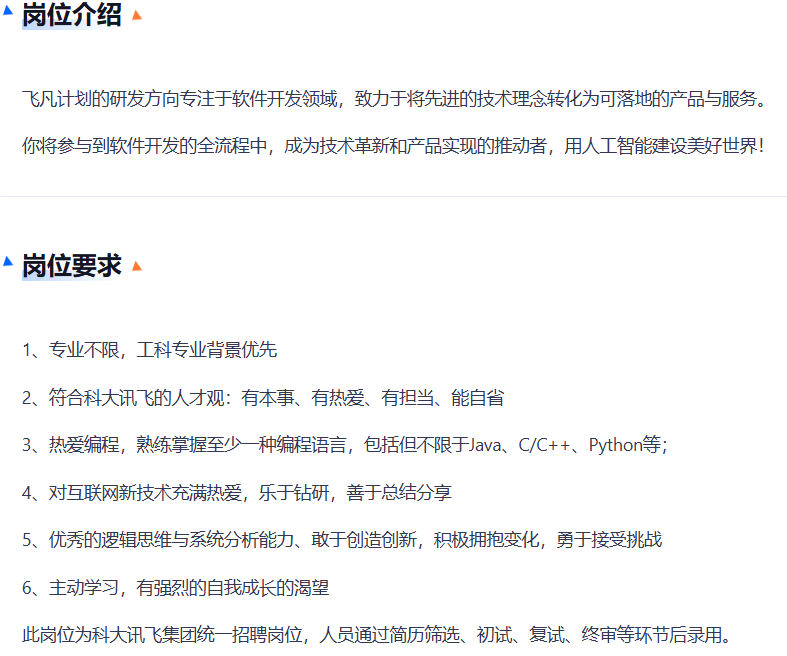 岗位介绍
飞凡计划的研发方向专注于软件开发领域，致力于将先进的技术理念转化为可落地的产品与服务。
你将参与到软件开发的全流程中，成为技术革新和产品实现的推动者，用人工智能建设美好世界！
岗位要求
1、专业不限，工科专业背景优先
2、符合科大讯飞的人才观：有本事、有热爱、有担当、能自省
3、热爱编程，熟练掌握至少一种编程语言，包括但不限于Java、C/C++、Python等；
4、对互联网新技术充满热爱，乐于钻研，善于总结分享
5、优秀的逻辑思维与系统分析能力、敢于创造创新，积极拥抱变化，勇于接受挑战
6、主动学习，有强烈的自我成长的渴望
此岗位为科大讯飞集团统一招聘岗位，人员通过简历筛选、初试、复试、终审等环节后录用。